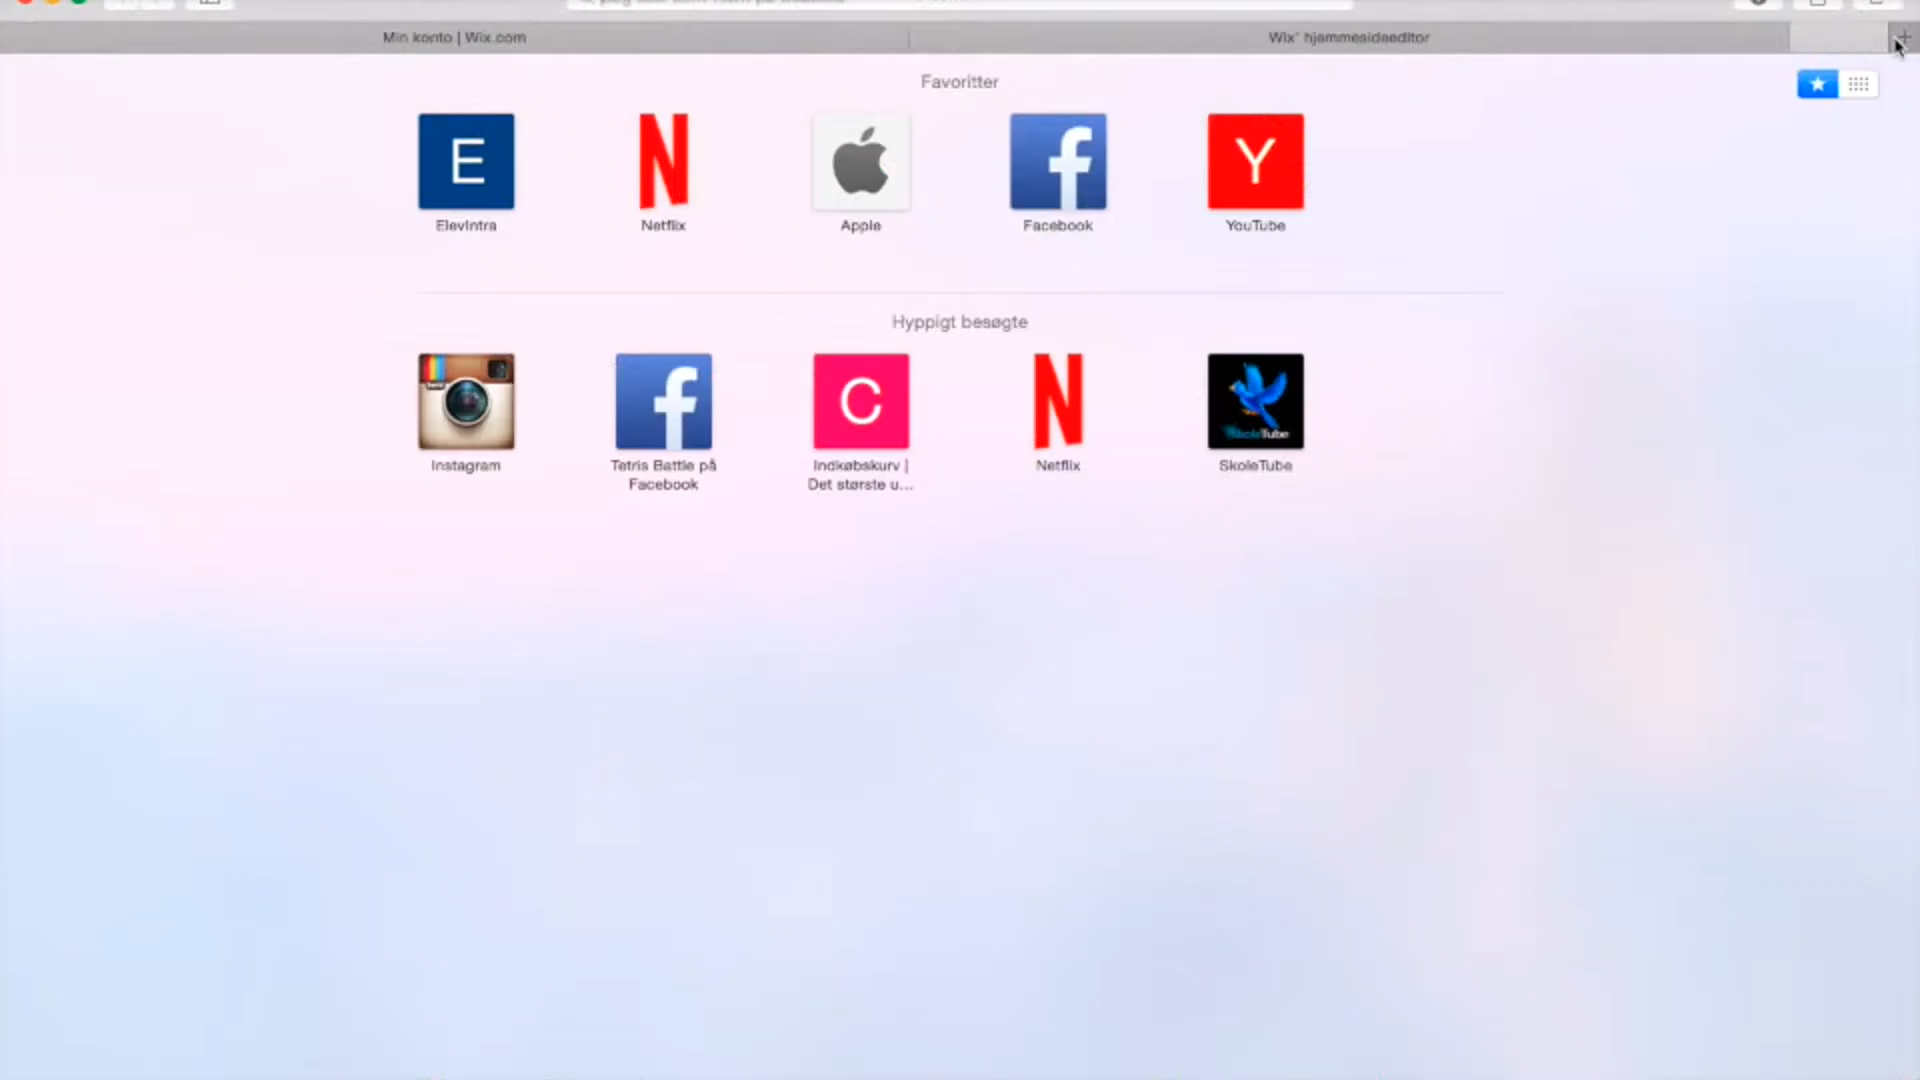 Min konto | Wix.com
Wix' hjemmesideeditor
Favoritter
E
N
f
Y
ElevIntra
Netflix
Apple
Facebook
YouTube
Hyppigt besøgte
f
C
N
SkoleTube
Instagram
Tetris Battle på
Facebook
Indkøbskurv |
Det største u...
Netflix
SkoleTube